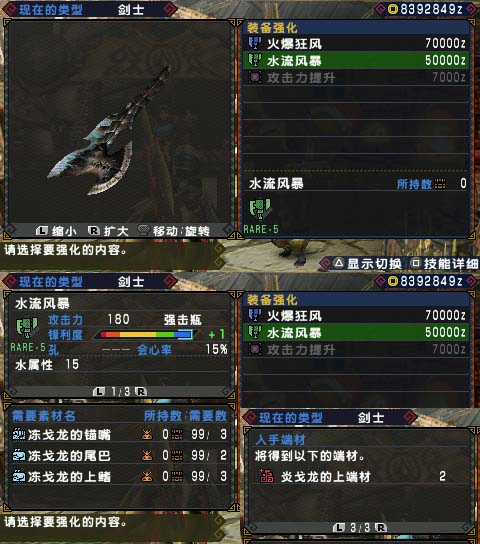 现在的类型 剑士
8392849z
装备强化
火爆狂风 70000z
水流风暴 50000z
攻击力提升 7000z
水流风暴 所持数 0
RARE-5
L 缩小 R 扩大 移动/旋转
请选择要强化的内容。
△显示切换 □技能详细
现在的类型 剑士
8392849z
水流风暴
攻击力 180 强击瓶
锋利度 +1
RARE-5
孔 --- 会心率 15%
水属性 15
L 1/3 R
装备强化
火爆狂风 70000z
水流风暴 50000z
攻击力提升 7000z
需要素材名 所持数/需要数
冻戈龙的锚嘴 0 99/ 3
冻戈龙的尾巴 0 99/ 2
冻戈龙的上鳍 0 99/ 3
请选择要强化的内容。
现在的类型 剑士
入手端材
将得到以下的端材。
炎戈龙的上端材 2
L 3/3 R